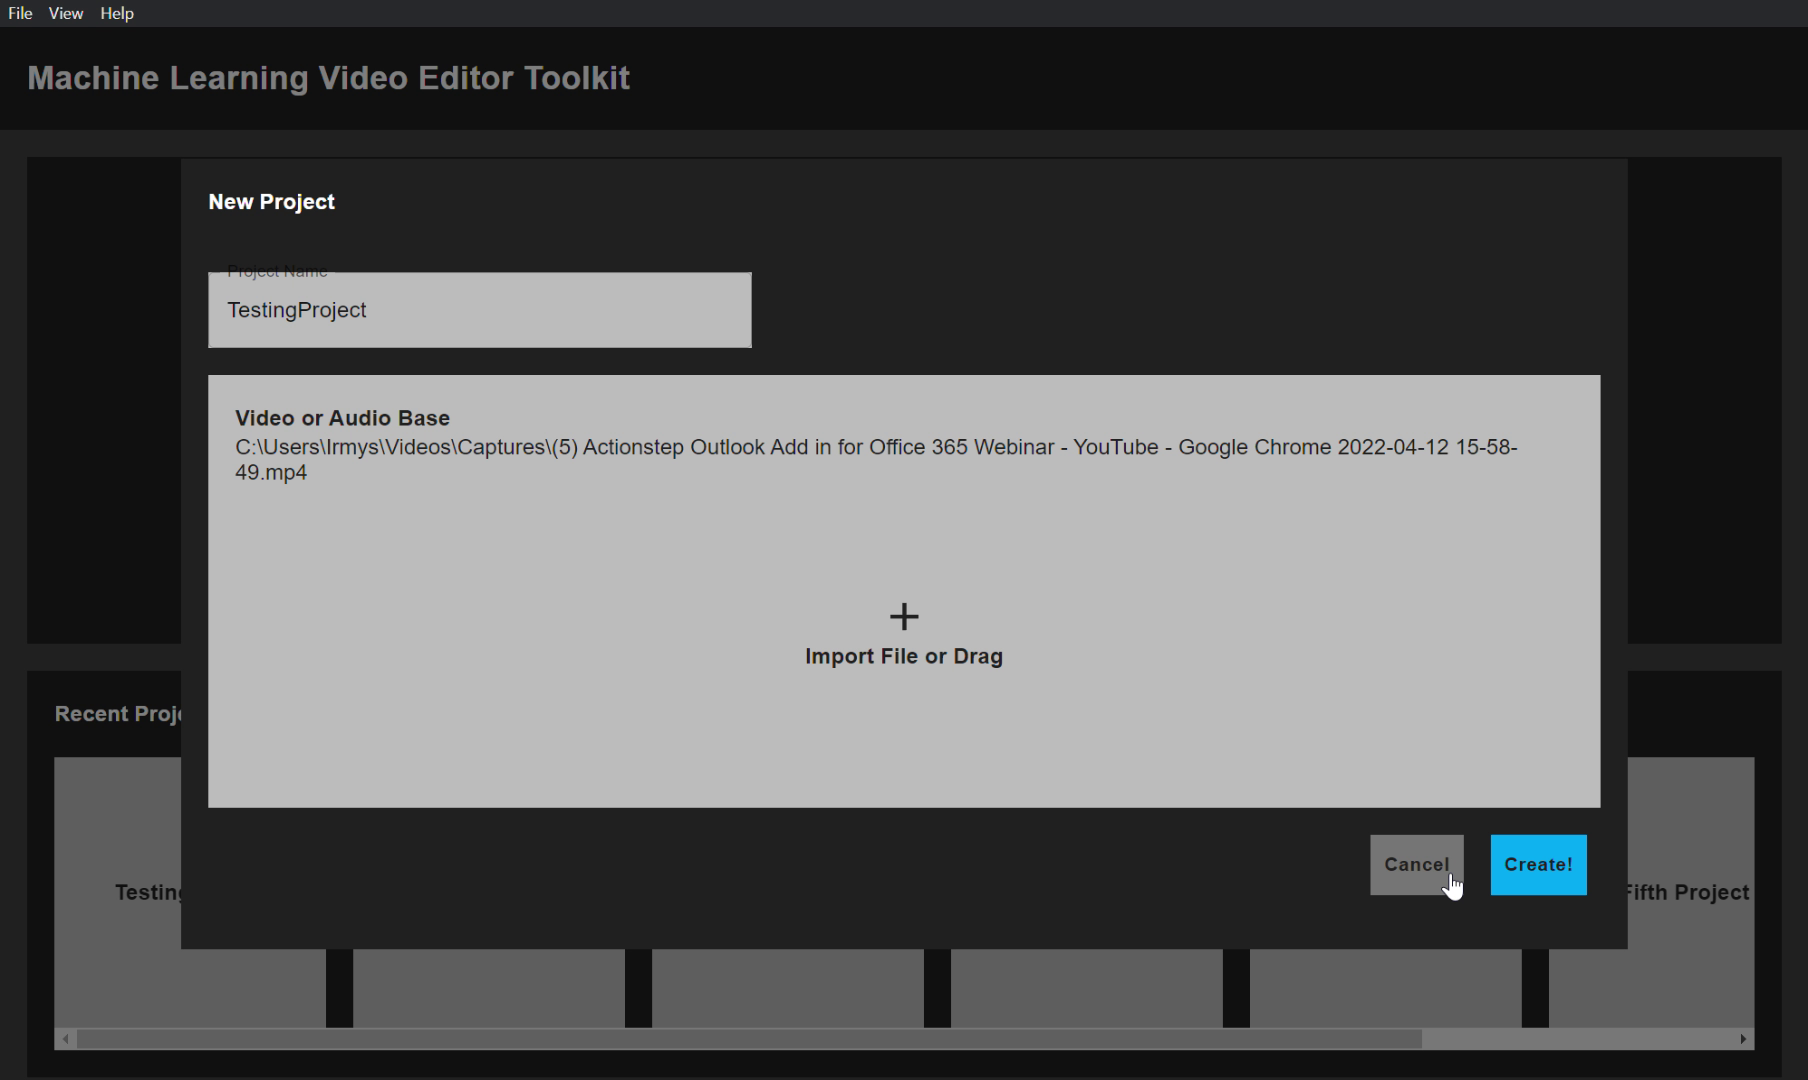 File View Help
Machine Learning Video Editor Toolkit
New Project
Project Name
TestingProject
Video or Audio Base
C:\Users\Irmys\Videos\Captures\(5) Actionstep Outlook Add in for Office 365 Webinar - YouTube - Google Chrome 2022-04-12 15-58-
49.mp4
+
Import File or Drag
Recent Proje
Cancel Create!
Testing Fifth Project